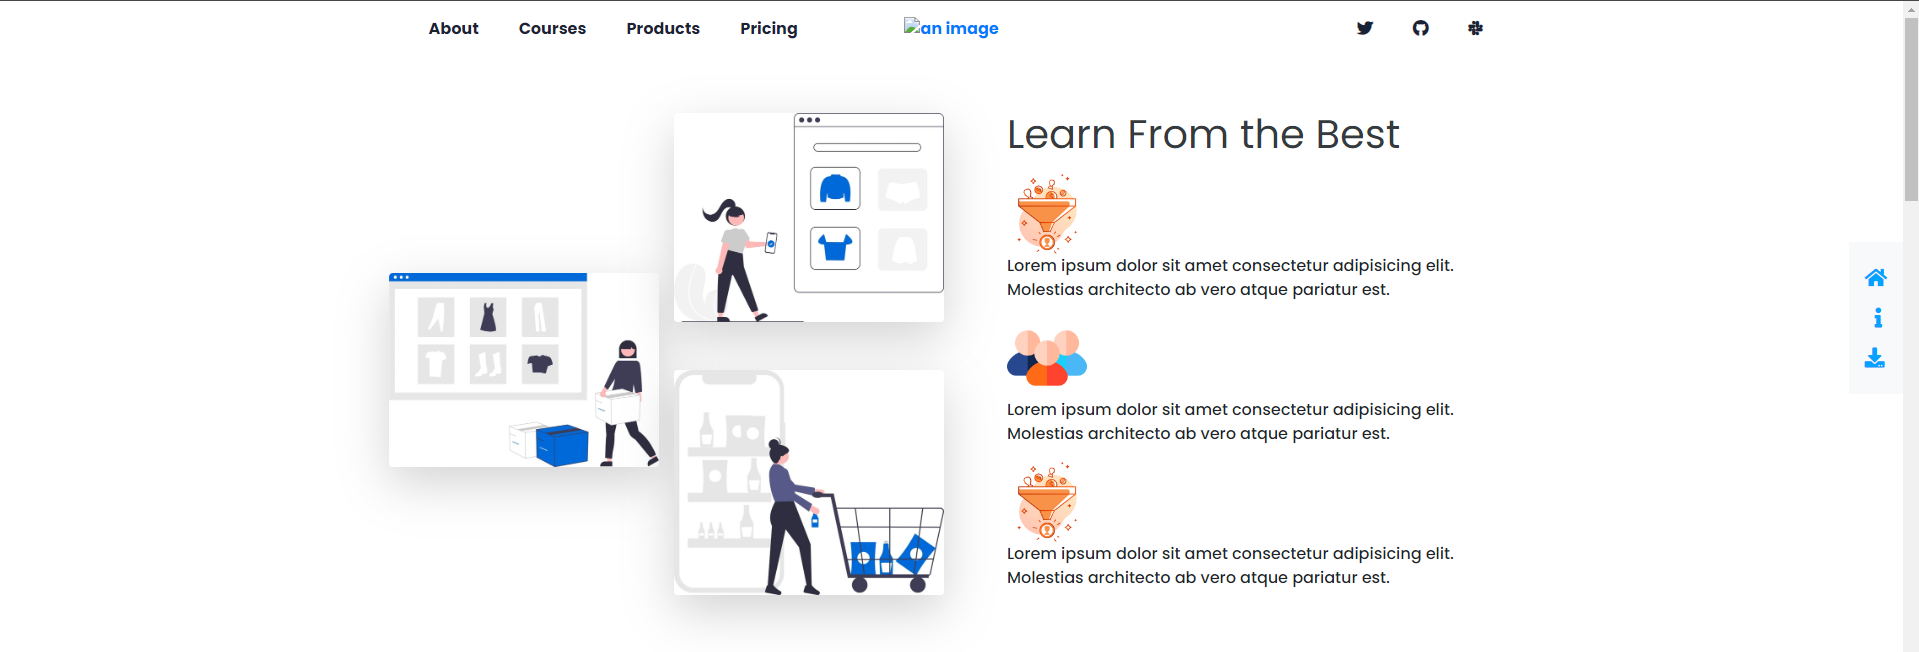 About Courses Products Pricing an image
Learn From the Best
Lorem ipsum dolor sit amet consectetur adipisicing elit.
Molestias architecto ab vero atque pariatur est.
Lorem ipsum dolor sit amet consectetur adipisicing elit.
Molestias architecto ab vero atque pariatur est.
Lorem ipsum dolor sit amet consectetur adipisicing elit.
Molestias architecto ab vero atque pariatur est.